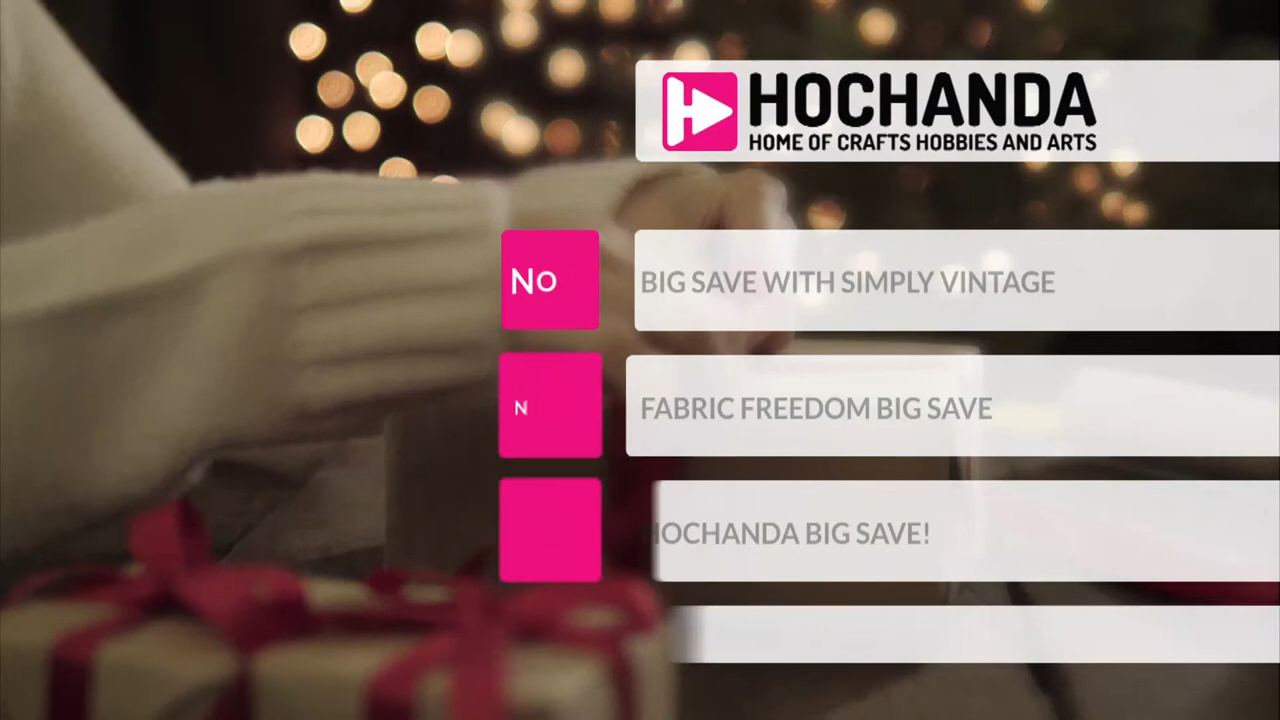 HOCHANDA
HOME OF CRAFTS HOBBIES AND ARTS
No BIG SAVE WITH SIMPLY VINTAGE
N FABRIC FREEDOM BIG SAVE
HOCHANDA BIG SAVE!